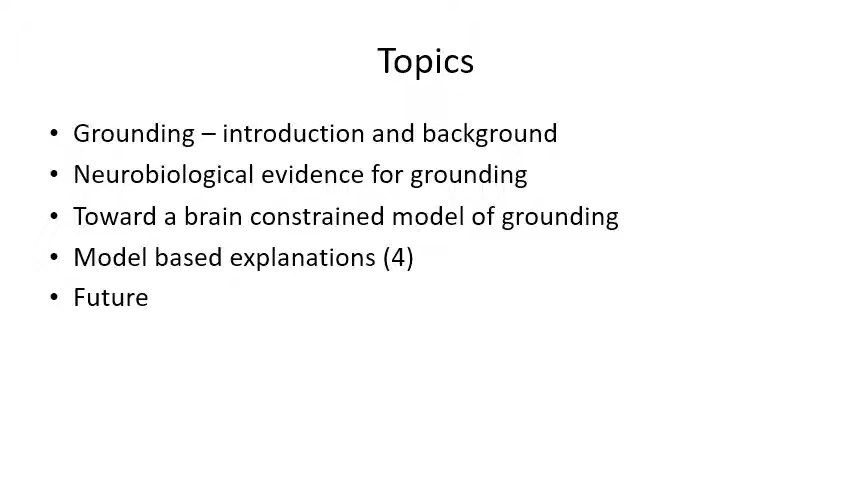 Topics
• Grounding – introduction and background
• Neurobiological evidence for grounding
• Toward a brain constrained model of grounding
• Model based explanations (4)
• Future